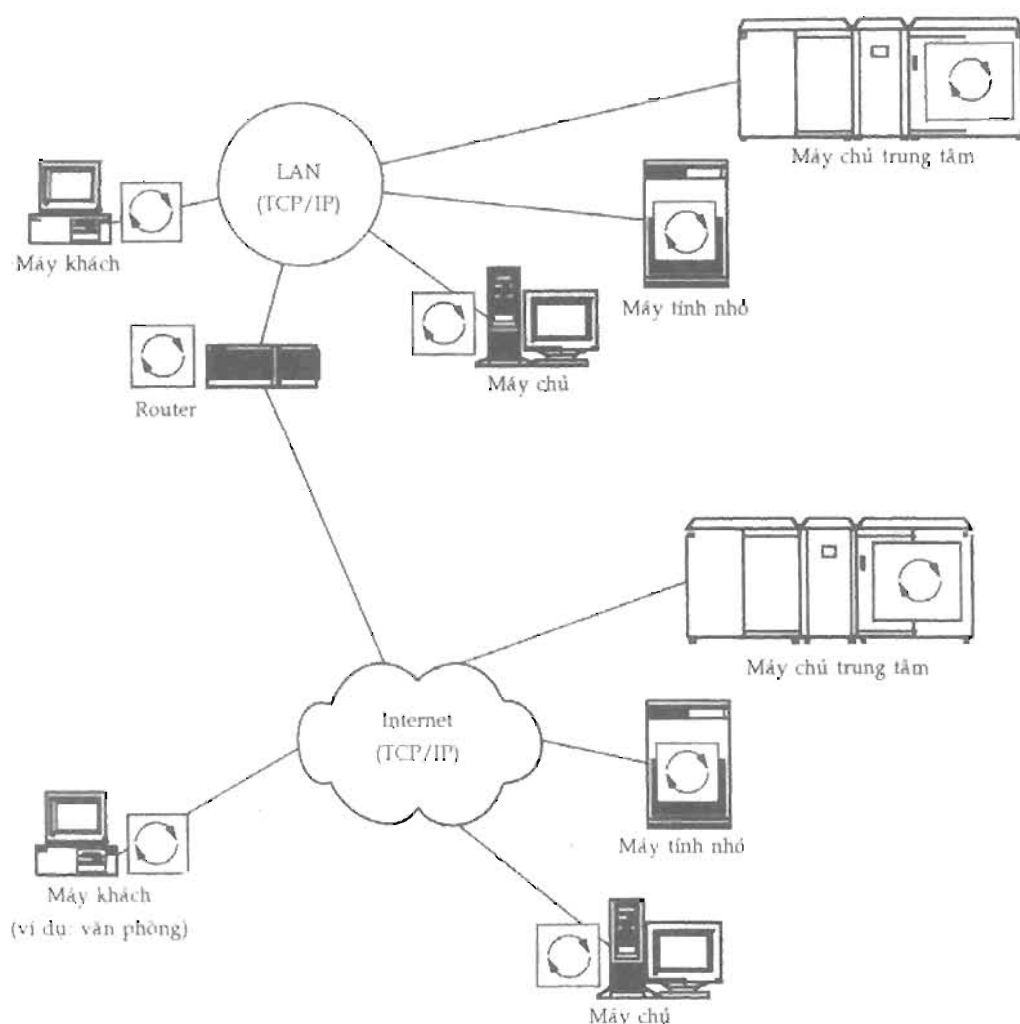 Máy chủ trung tâm
LAN
(TCP/IP)
Máy khách
Máy tính nhỏ
Máy chủ
Router
Máy chủ trung tâm
Internet
(TCP/IP)
Máy tính nhỏ
Máy khách
(ví dụ: văn phòng)
Máy chủ